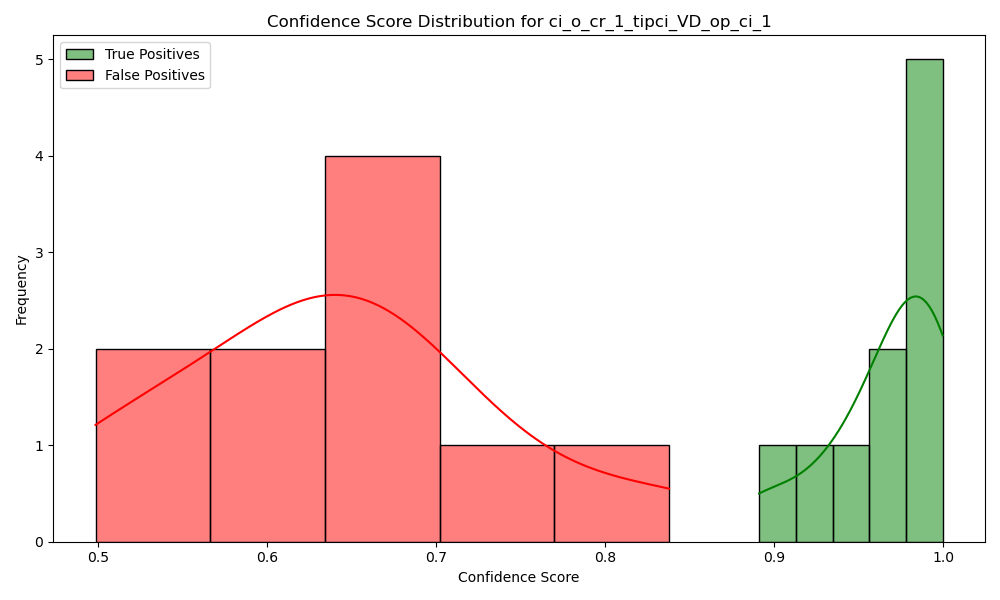 Confidence Score Distribution for ci_o_cr_1_tipci_VD_op_ci_1
True Positives
False Positives
Frequency
5
4
3
2
1
0
0.5 0.6 0.7 0.8 0.9 1.0
Confidence Score